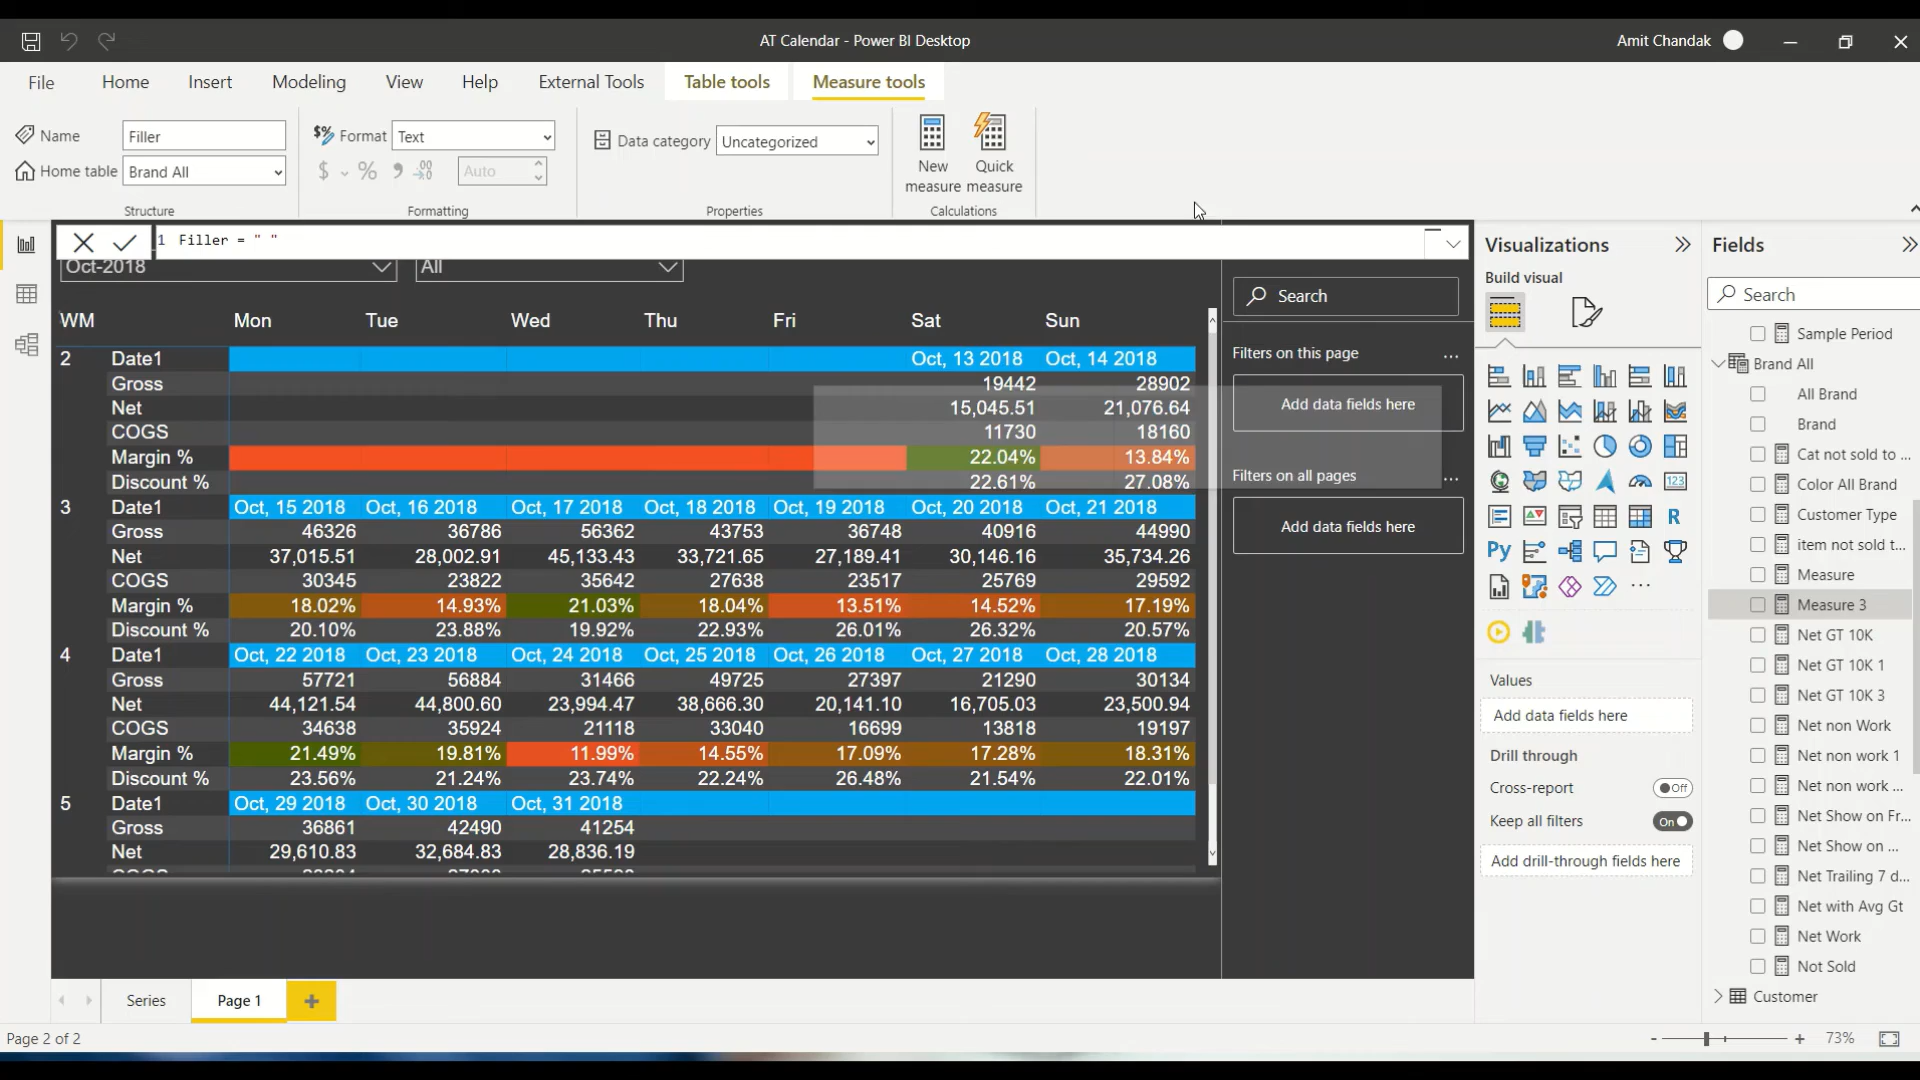 AT Calendar - Power BI Desktop
Amit Chandak
File Home Insert Modeling View Help External Tools Table tools Measure tools
Name Filler
Home table Brand All
Structure
Format Text
$ % Auto
Formatting
Data category Uncategorized
Properties
New measure
Quick measure
Calculations
1 Filler = " "
Oct-2018 All
WM Mon Tue Wed Thu Fri Sat Sun
2 Date1 Oct, 13 2018 Oct, 14 2018
Gross 19442 28902
Net 15,045.51 21,076.64
COGS 11730 18160
Margin % 22.04% 13.84%
Discount % 22.61% 27.08%
3 Date1 Oct, 15 2018 Oct, 16 2018 Oct, 17 2018 Oct, 18 2018 Oct, 19 2018 Oct, 20 2018 Oct, 21 2018
Gross 46326 36786 56362 43753 36748 40916 44990
Net 37,015.51 28,002.91 45,133.43 33,721.65 27,189.41 30,146.16 35,734.26
COGS 30345 23822 35642 27638 23517 25769 29592
Margin % 18.02% 14.93% 21.03% 18.04% 13.51% 14.52% 17.19%
Discount % 20.10% 23.88% 19.92% 22.93% 26.01% 26.32% 20.57%
4 Date1 Oct, 22 2018 Oct, 23 2018 Oct, 24 2018 Oct, 25 2018 Oct, 26 2018 Oct, 27 2018 Oct, 28 2018
Gross 57721 56884 31466 49725 27397 21290 30134
Net 44,121.54 44,800.60 23,994.47 38,666.30 20,141.10 16,705.03 23,500.94
COGS 34638 35924 21118 33040 16699 13818 19197
Margin % 21.49% 19.81% 11.99% 14.55% 17.09% 17.28% 18.31%
Discount % 23.56% 21.24% 23.74% 22.24% 26.48% 21.54% 22.01%
5 Date1 Oct, 29 2018 Oct, 30 2018 Oct, 31 2018
Gross 36861 42490 41254
Net 29,610.83 32,684.83 28,836.19
Search
Filters on this page ...
Add data fields here
Filters on all pages ...
Add data fields here
Visualizations
Build visual
123
R
Py
...
Values
Add data fields here
Drill through
Cross-report Off
Keep all filters On
Add drill-through fields here
Fields
Search
Sample Period
Brand All
All Brand
Brand
Cat not sold to ...
Color All Brand
Customer Type
item not sold t...
Measure
Measure 3
Net GT 10K
Net GT 10K 1
Net GT 10K 3
Net non Work
Net non work 1
Net non work ...
Net Show on Fr...
Net Show on ...
Net Trailing 7 d...
Net with Avg Gt
Net Work
Not Sold
Customer
Series Page 1 +
Page 2 of 2
- + 73%